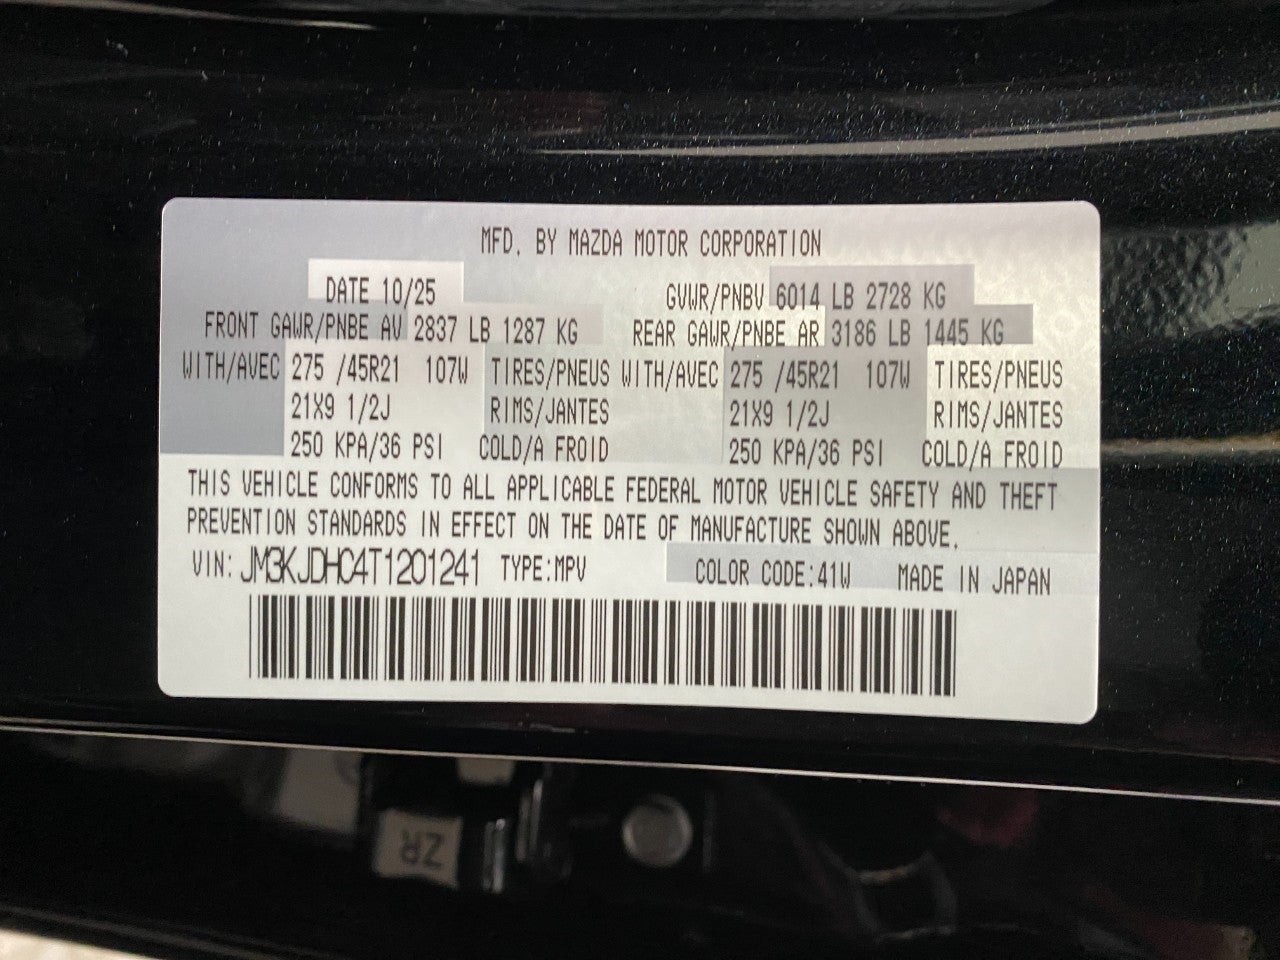 MFD. BY MAZDA MOTOR CORPORATION
DATE 10/25 GVWR/PNBV 6014 LB 2728 KG
FRONT GAWR/PNBE AV 2837 LB 1287 KG REAR GAWR/PNBE AR 3186 LB 1445 KG
WITH/AVEC 275 /45R21 107W TIRES/PNEUS WITH/AVEC 275 /45R21 107W TIRES/PNEUS
21X9 1/2J RIMS/JANTES 21X9 1/2J RIMS/JANTES
250 KPA/36 PSI COLD/A FROID 250 KPA/36 PSI COLD/A FROID
THIS VEHICLE CONFORMS TO ALL APPLICABLE FEDERAL MOTOR VEHICLE SAFETY AND THEFT
PREVENTION STANDARDS IN EFFECT ON THE DATE OF MANUFACTURE SHOWN ABOVE.
VIN: JM3KJDHC4T1201241 TYPE:MPV COLOR CODE:41W MADE IN JAPAN
ZR